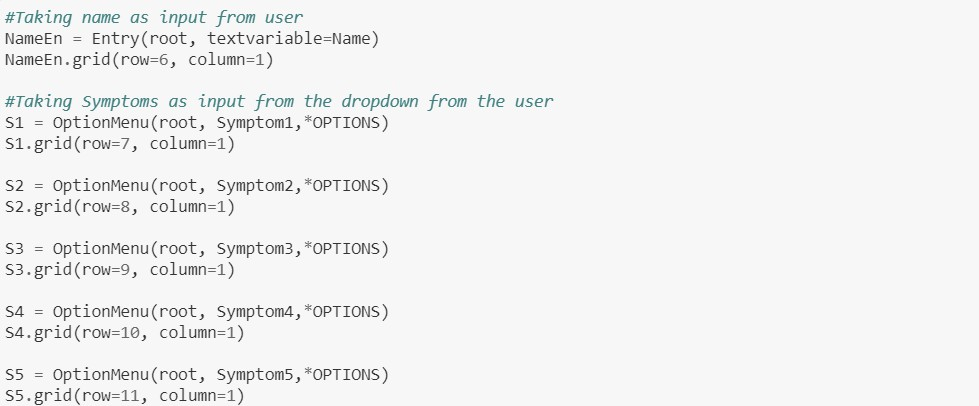 #Taking name as input from user
NameEn = Entry(root, textvariable=Name)
NameEn.grid(row=6, column=1)
#Taking Symptoms as input from the dropdown from the user
S1 = OptionMenu(root, Symptom1,*OPTIONS)
S1.grid(row=7, column=1)
S2 = OptionMenu(root, Symptom2,*OPTIONS)
S2.grid(row=8, column=1)
S3 = OptionMenu(root, Symptom3,*OPTIONS)
S3.grid(row=9, column=1)
S4 = OptionMenu(root, Symptom4,*OPTIONS)
S4.grid(row=10, column=1)
S5 = OptionMenu(root, Symptom5,*OPTIONS)
S5.grid(row=11, column=1)